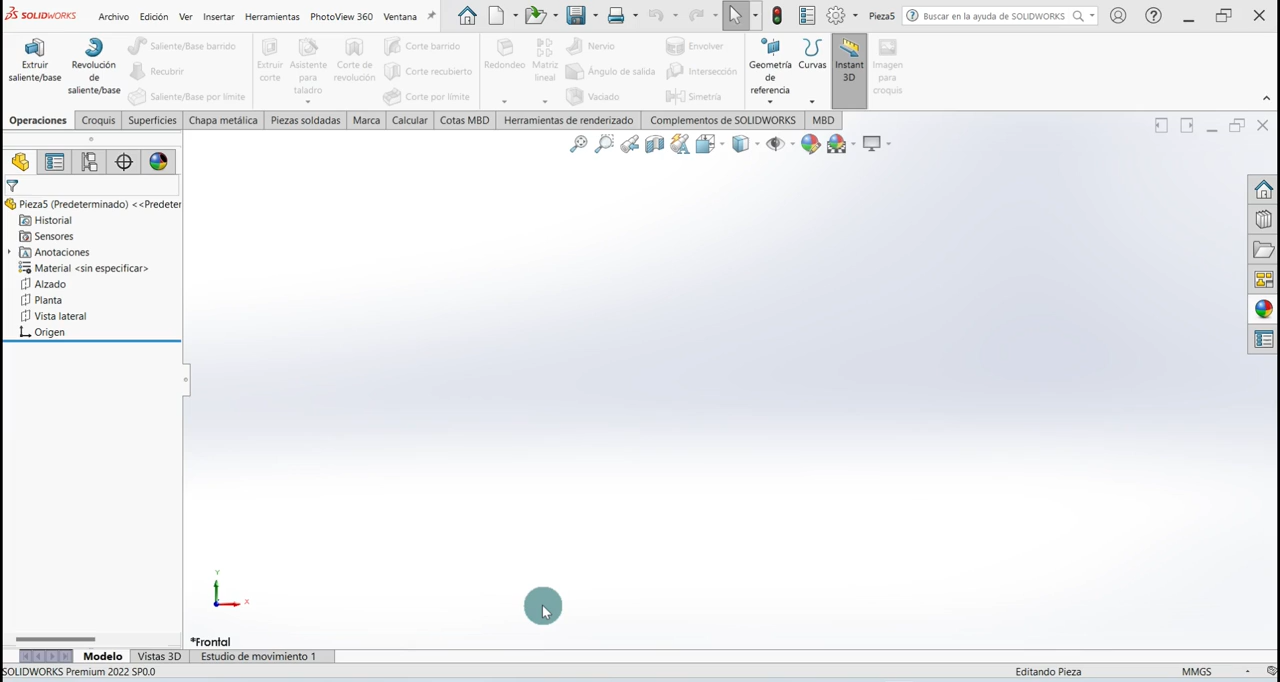 SOLIDWORKS Archivo Edición Ver Insertar Herramientas PhotoView 360 Ventana Pieza5 Buscar en la ayuda de SOLIDWORKS
Extruir saliente/base
Revolución de saliente/base
Saliente/Base barrido
Recubrir
Saliente/Base por límite
Extruir corte
Asistente para taladro
Corte de revolución
Corte barrido
Corte recubierto
Corte por límite
Redondeo
Matriz lineal
Nervio
Ángulo de salida
Vaciado
Envolver
Intersección
Simetría
Geometría de referencia
Curvas
Instant 3D
Imagen para croquis
Operaciones Croquis Superficies Chapa metálica Piezas soldadas Marca Calcular Cotas MBD Herramientas de renderizado Complementos de SOLIDWORKS MBD
Pieza5 (Predeterminado) <<Predeter
Historial
Sensores
Anotaciones
Material <sin especificar>
Alzado
Planta
Vista lateral
Origen
Y
X
*Frontal
Modelo Vistas 3D Estudio de movimiento 1
SOLIDWORKS Premium 2022 SP0.0 Editando Pieza MMGS